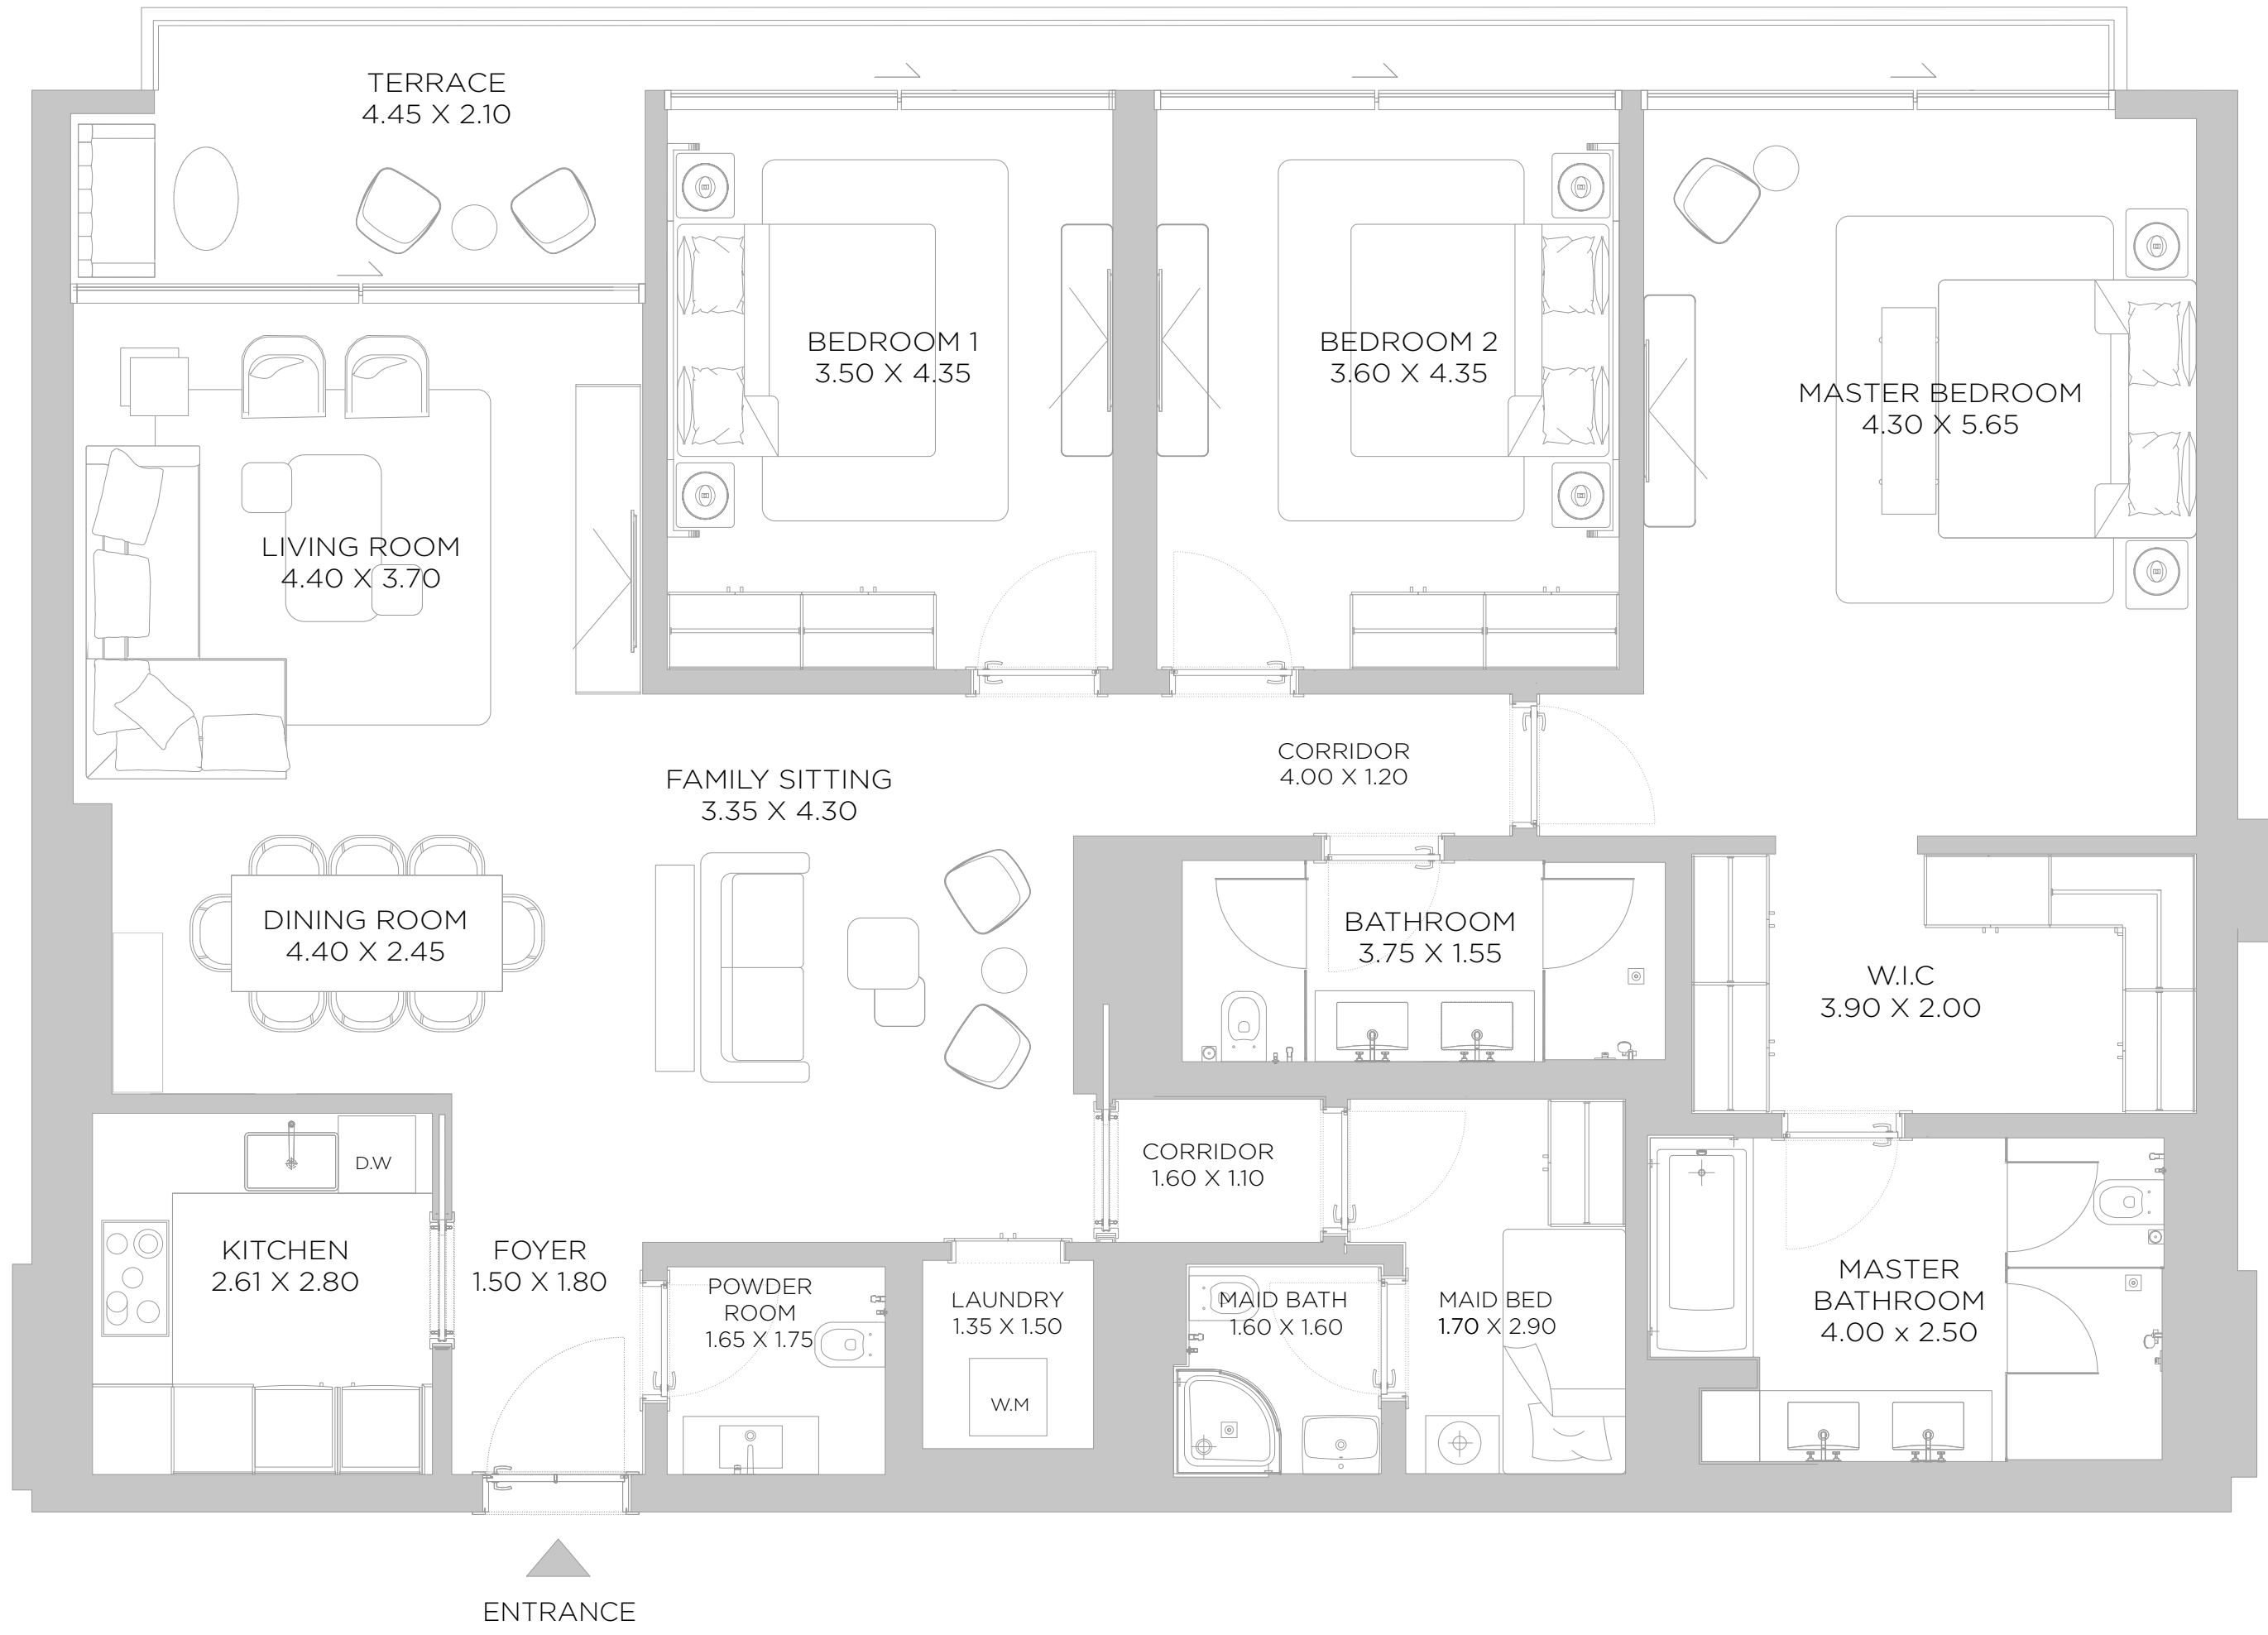 TERRACE
4.45 X 2.10
BEDROOM 1
3.50 X 4.35
BEDROOM 2
3.60 X 4.35
MASTER BEDROOM
4.30 X 5.65
LIVING ROOM
4.40 X 3.70
CORRIDOR
4.00 X 1.20
FAMILY SITTING
3.35 X 4.30
DINING ROOM
4.40 X 2.45
BATHROOM
3.75 X 1.55
W.I.C
3.90 X 2.00
D.W
CORRIDOR
1.60 X 1.10
KITCHEN
2.61 X 2.80
FOYER
1.50 X 1.80
POWDER
ROOM
1.65 X 1.75
LAUNDRY
1.35 X 1.50
W.M
MAID BATH
1.60 X 1.60
MAID BED
1.70 X 2.90
MASTER
BATHROOM
4.00 x 2.50
ENTRANCE